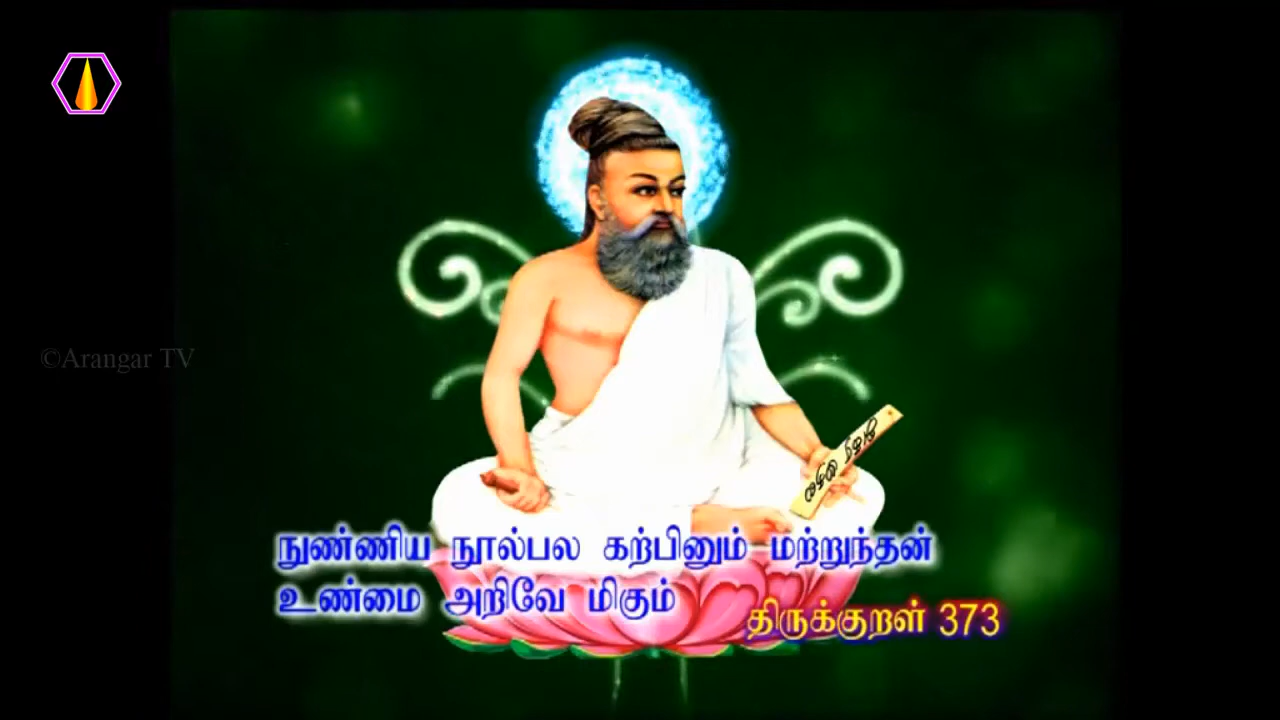 ©Arangar TV
நுண்ணிய நூல்பல கற்பினும் மற்றுந்தன்
உண்மை அறிவே மிகும்
திருக்குறள் 373